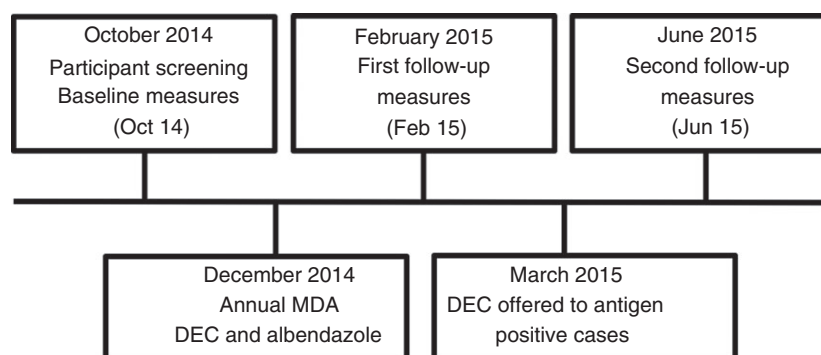 October 2014
Participant screening
Baseline measures
(Oct 14)
February 2015
First follow-up
measures
(Feb 15)
June 2015
Second follow-up
measures
(Jun 15)
December 2014
Annual MDA
DEC and albendazole
March 2015
DEC offered to antigen
positive cases